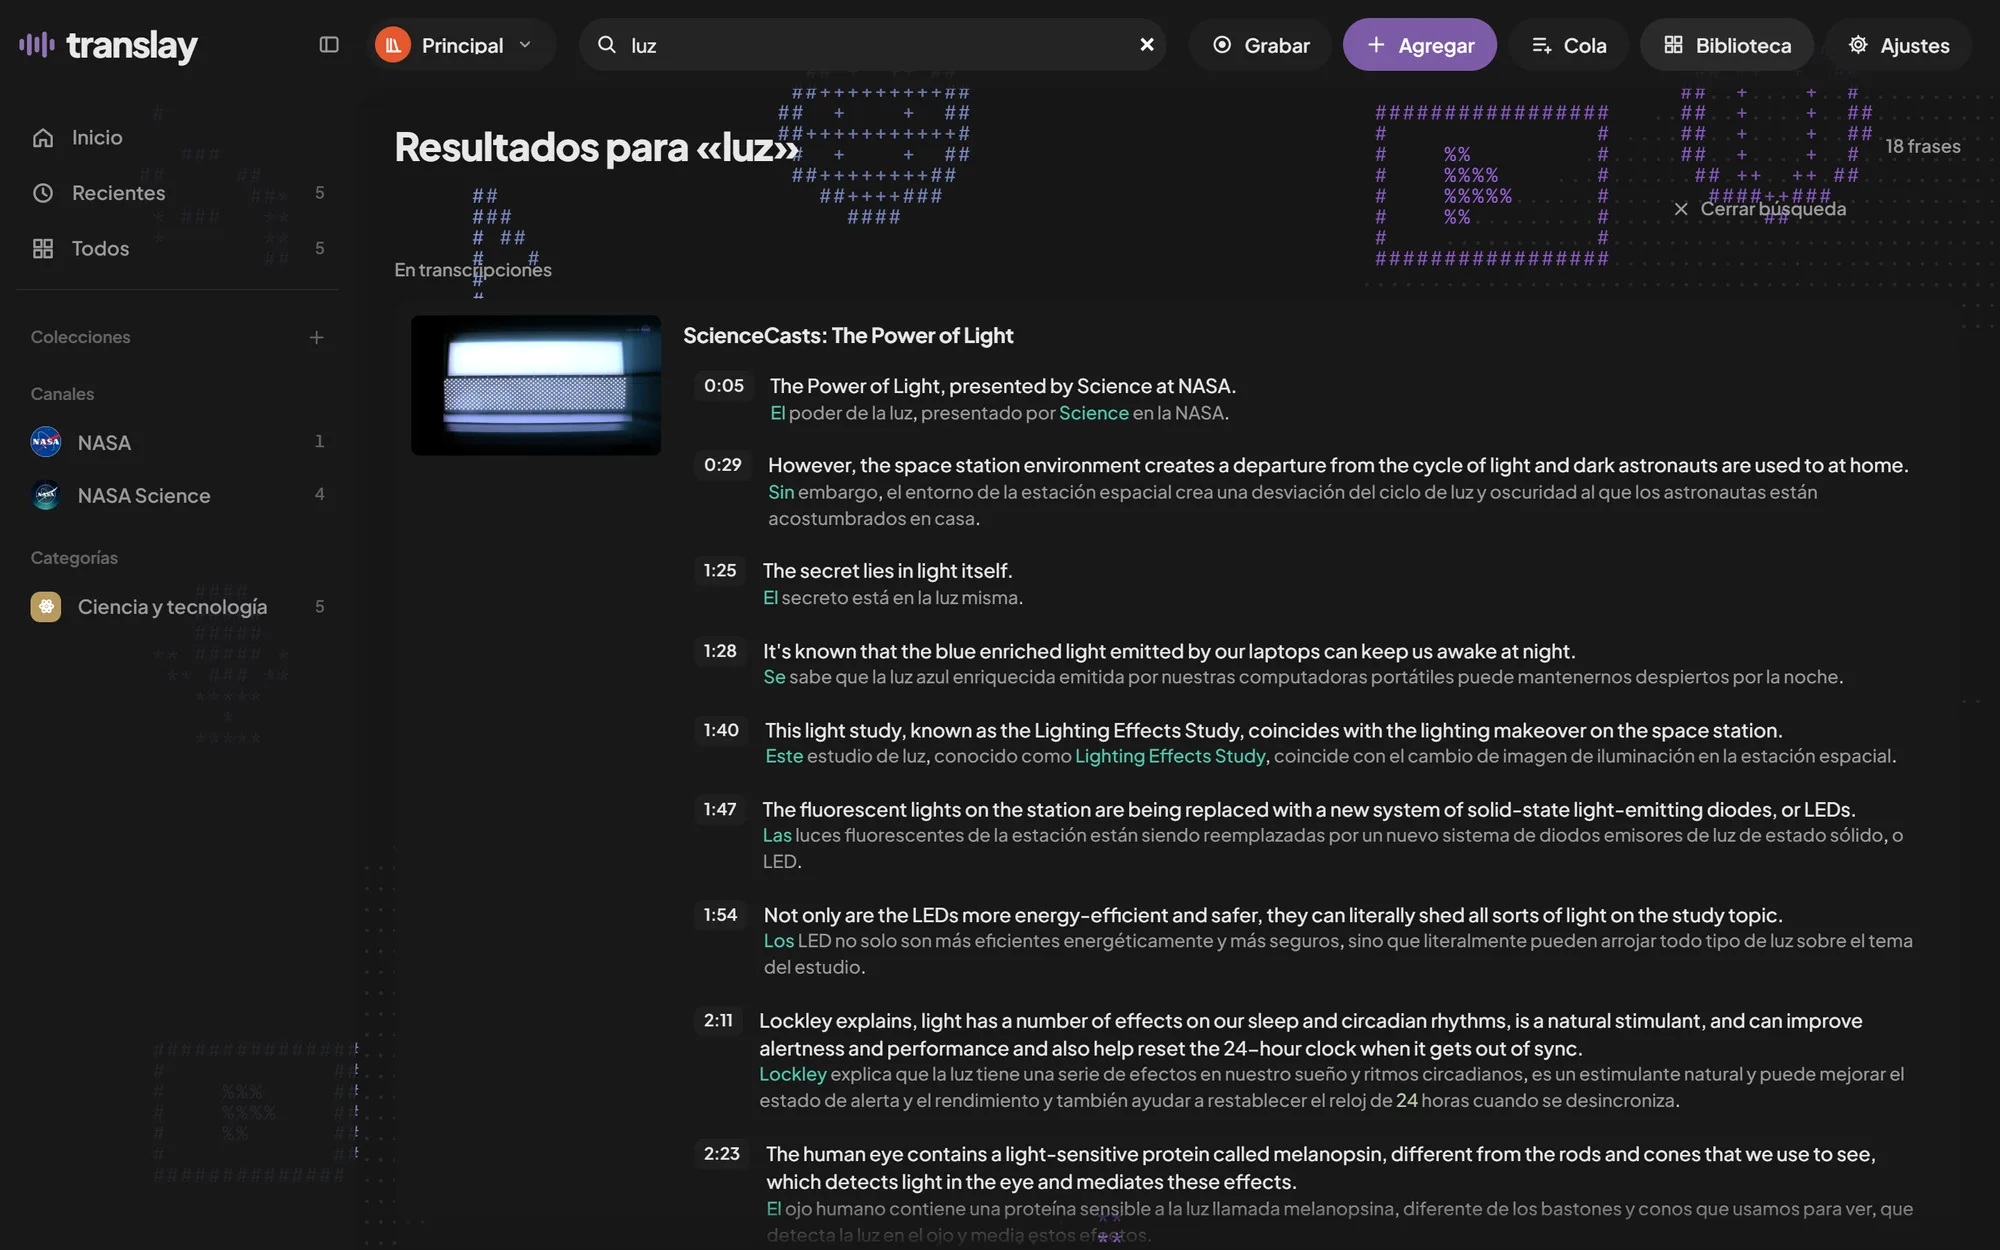 translay
Principal
luz
Grabar
Agregar
Cola
Biblioteca
Ajustes
Inicio
Recientes 5
Todos 5
Colecciones
Canales
NASA 1
NASA Science 4
Categorías
Ciencia y tecnología 5
Resultados para «luz»
18 frases
Cerrar búsqueda
En transcripciones
ScienceCasts: The Power of Light
0:05 The Power of Light, presented by Science at NASA.
El poder de la luz, presentado por Science en la NASA.
0:29 However, the space station environment creates a departure from the cycle of light and dark astronauts are used to at home.
Sin embargo, el entorno de la estación espacial crea una desviación del ciclo de luz y oscuridad al que los astronautas están
acostumbrados en casa.
1:25 The secret lies in light itself.
El secreto está en la luz misma.
1:28 It's known that the blue enriched light emitted by our laptops can keep us awake at night.
Se sabe que la luz azul enriquecida emitida por nuestras computadoras portátiles puede mantenernos despiertos por la noche.
1:40 This light study, known as the Lighting Effects Study, coincides with the lighting makeover on the space station.
Este estudio de luz, conocido como Lighting Effects Study, coincide con el cambio de imagen de iluminación en la estación espacial.
1:47 The fluorescent lights on the station are being replaced with a new system of solid-state light-emitting diodes, or LEDs.
Las luces fluorescentes de la estación están siendo reemplazadas por un nuevo sistema de diodos emisores de luz de estado sólido, o
LED.
1:54 Not only are the LEDs more energy-efficient and safer, they can literally shed all sorts of light on the study topic.
Los LED no solo son más eficientes energéticamente y más seguros, sino que literalmente pueden arrojar todo tipo de luz sobre el tema
del estudio.
2:11 Lockley explains, light has a number of effects on our sleep and circadian rhythms, is a natural stimulant, and can improve
alertness and performance and also help reset the 24-hour clock when it gets out of sync.
Lockley explica que la luz tiene una serie de efectos en nuestro sueño y ritmos circadianos, es un estimulante natural y puede mejorar el
estado de alerta y el rendimiento y también ayudar a restablecer el reloj de 24 horas cuando se desincroniza.
2:23 The human eye contains a light-sensitive protein called melanopsin, different from the rods and cones that we use to see,
which detects light in the eye and mediates these effects.
El ojo humano contiene una proteína sensible a la luz llamada melanopsina, diferente de los bastones y conos que usamos para ver, que
detecta la luz en el ojo y media estos efectos.